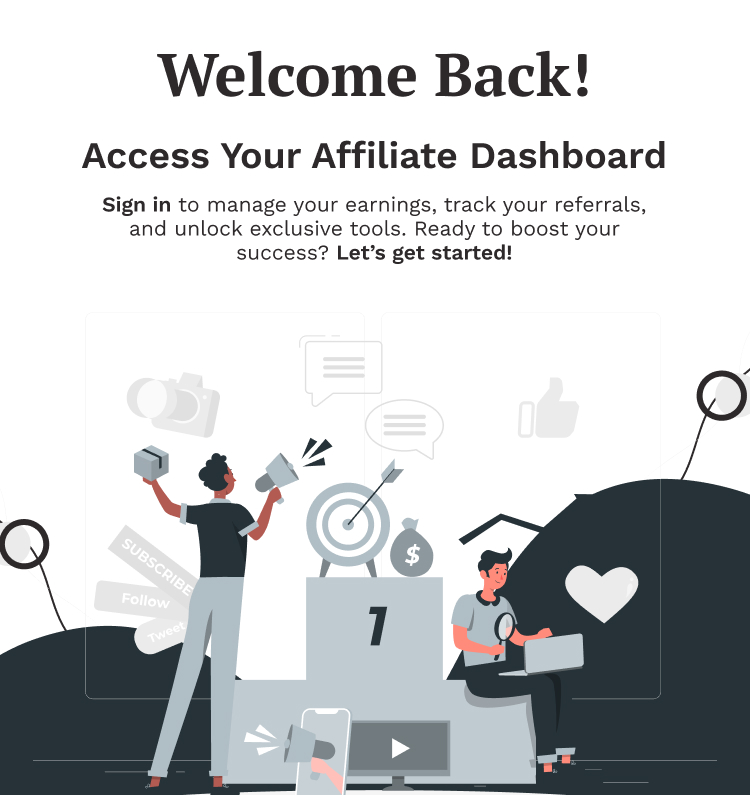 Welcome Back!
Access Your Affiliate Dashboard
Sign in to manage your earnings, track your referrals,
and unlock exclusive tools. Ready to boost your
success? Let’s get started!
$
SUBSCRIBE
Follow
1
Tweet